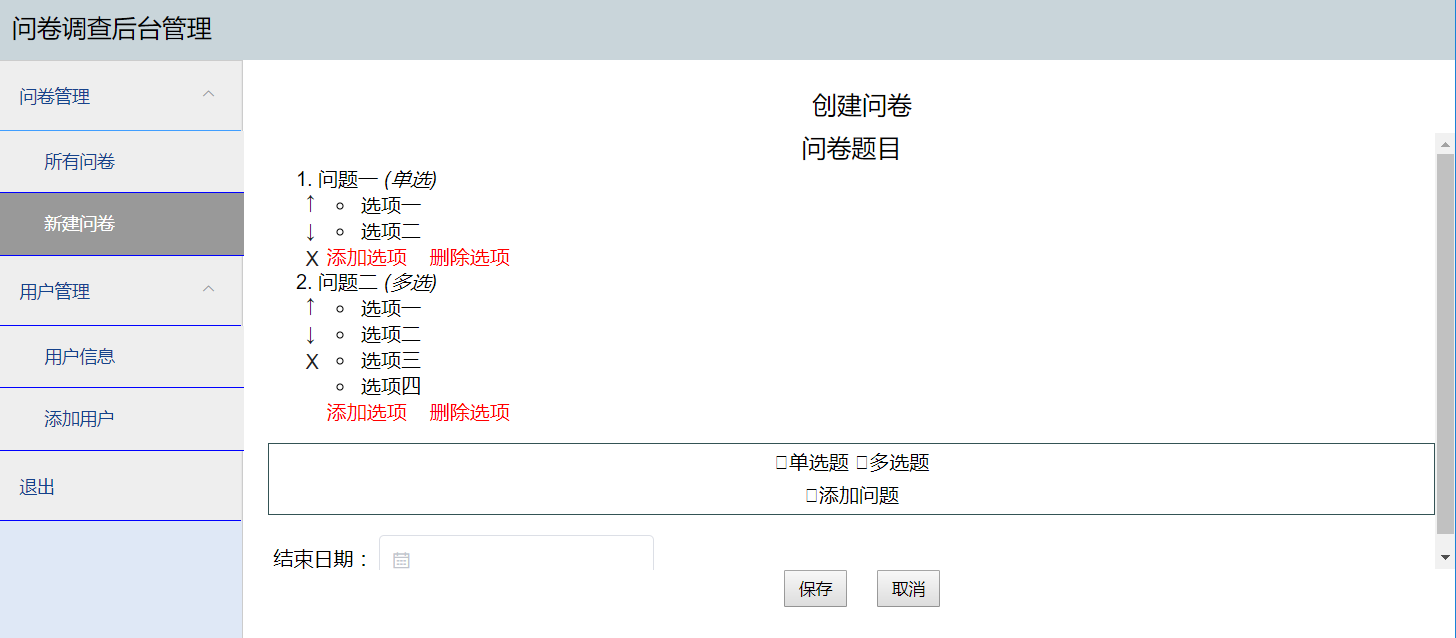 问卷调查后台管理
问卷管理
所有问卷
新建问卷
用户管理
用户信息
添加用户
退出
创建问卷
问卷题目
1. 问题一 (单选)
↑ ○ 选项一
↓ ○ 选项二
X 添加选项 删除选项
2. 问题二 (多选)
↑ ○ 选项一
↓ ○ 选项二
X ○ 选项三
○ 选项四
添加选项 删除选项
□单选题 □多选题
□添加问题
结束日期：
保存 取消